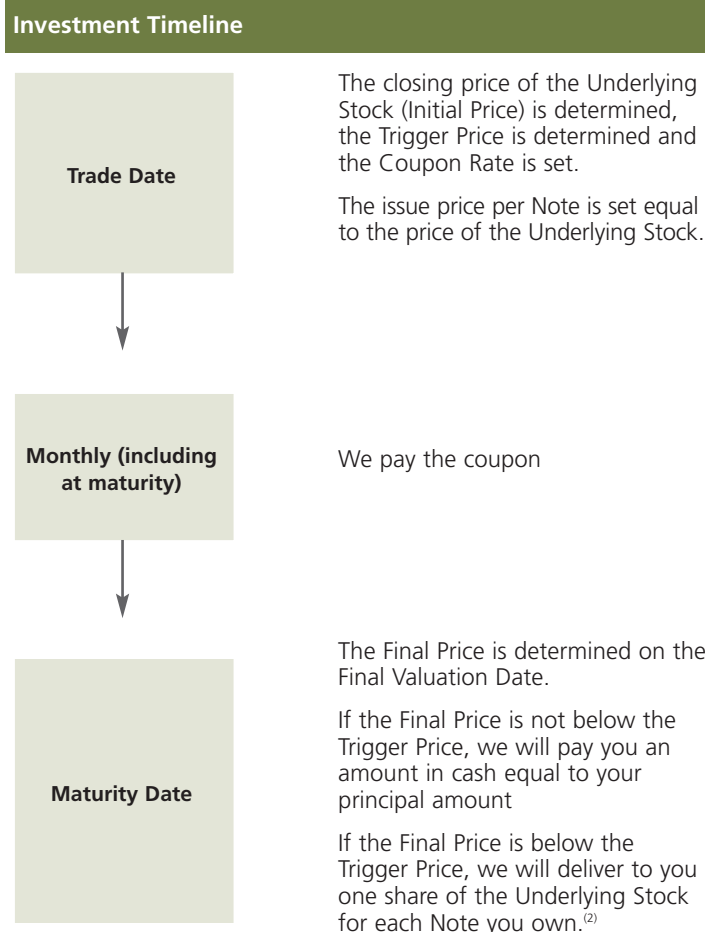 Investment Timeline
Trade Date
The closing price of the Underlying
Stock (Initial Price) is determined,
the Trigger Price is determined and
the Coupon Rate is set.
The issue price per Note is set equal
to the price of the Underlying Stock.
Monthly (including
at maturity)
We pay the coupon
Maturity Date
The Final Price is determined on the
Final Valuation Date.
If the Final Price is not below the
Trigger Price, we will pay you an
amount in cash equal to your
principal amount
If the Final Price is below the
Trigger Price, we will deliver to you
one share of the Underlying Stock
for each Note you own.(2)